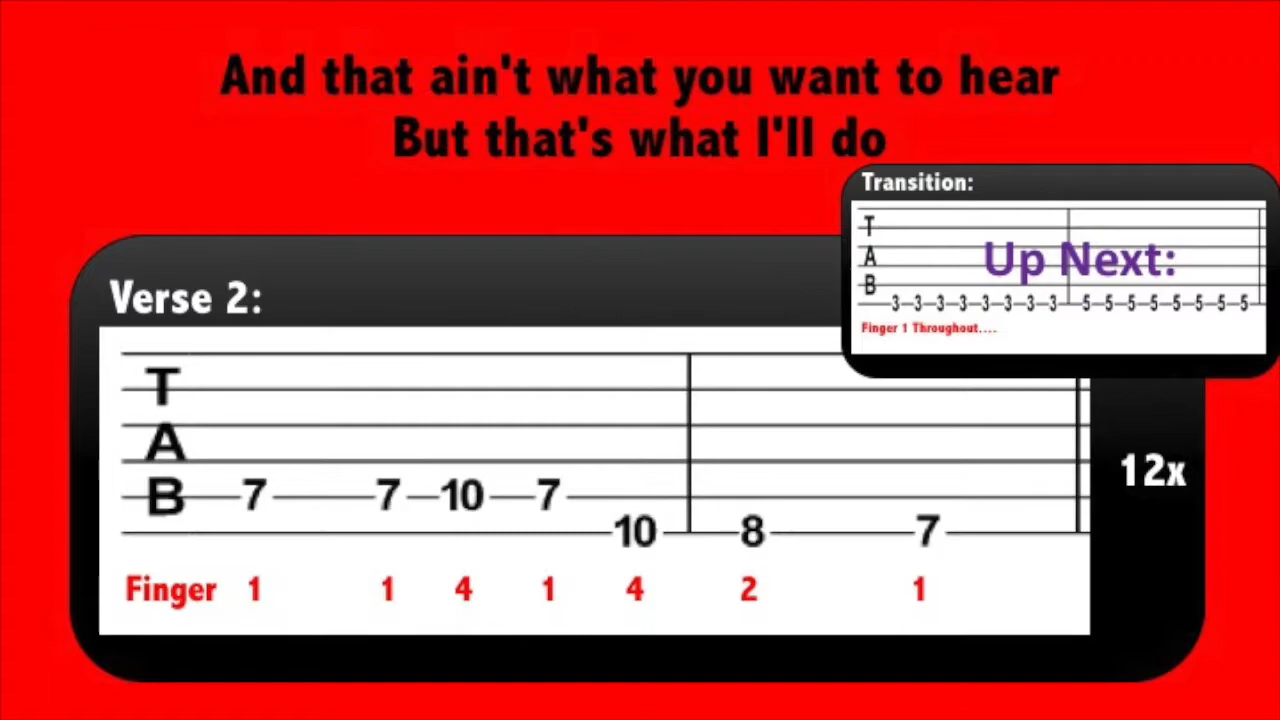 And that ain't what you want to hear
But that's what I'll do
Transition:
T
A
B
Up Next:
3 3 3 3 3 3 3 3 5 5 5 5 5 5 5 5
Finger 1 Throughout....
Verse 2:
T
A
B 7 7 10 7
10 8 7
Finger 1 1 4 1 4 2 1
12x